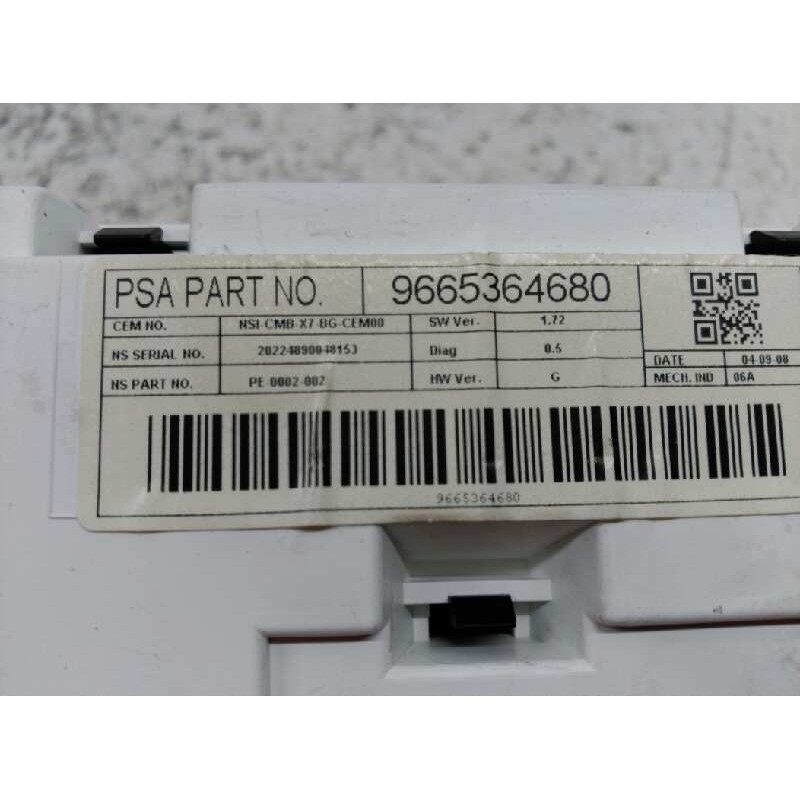 PSA PART NO. 9665364680
CEM NO. NSI-CMB-X7-BG-CEM00 SW Ver. 1.72
NS SERIAL NO. 20224890048153 Diag 0.5
DATE 04-09-08
NS PART NO. PE-0002-002 HW Ver. G
MECH. IND 06A
9665364680